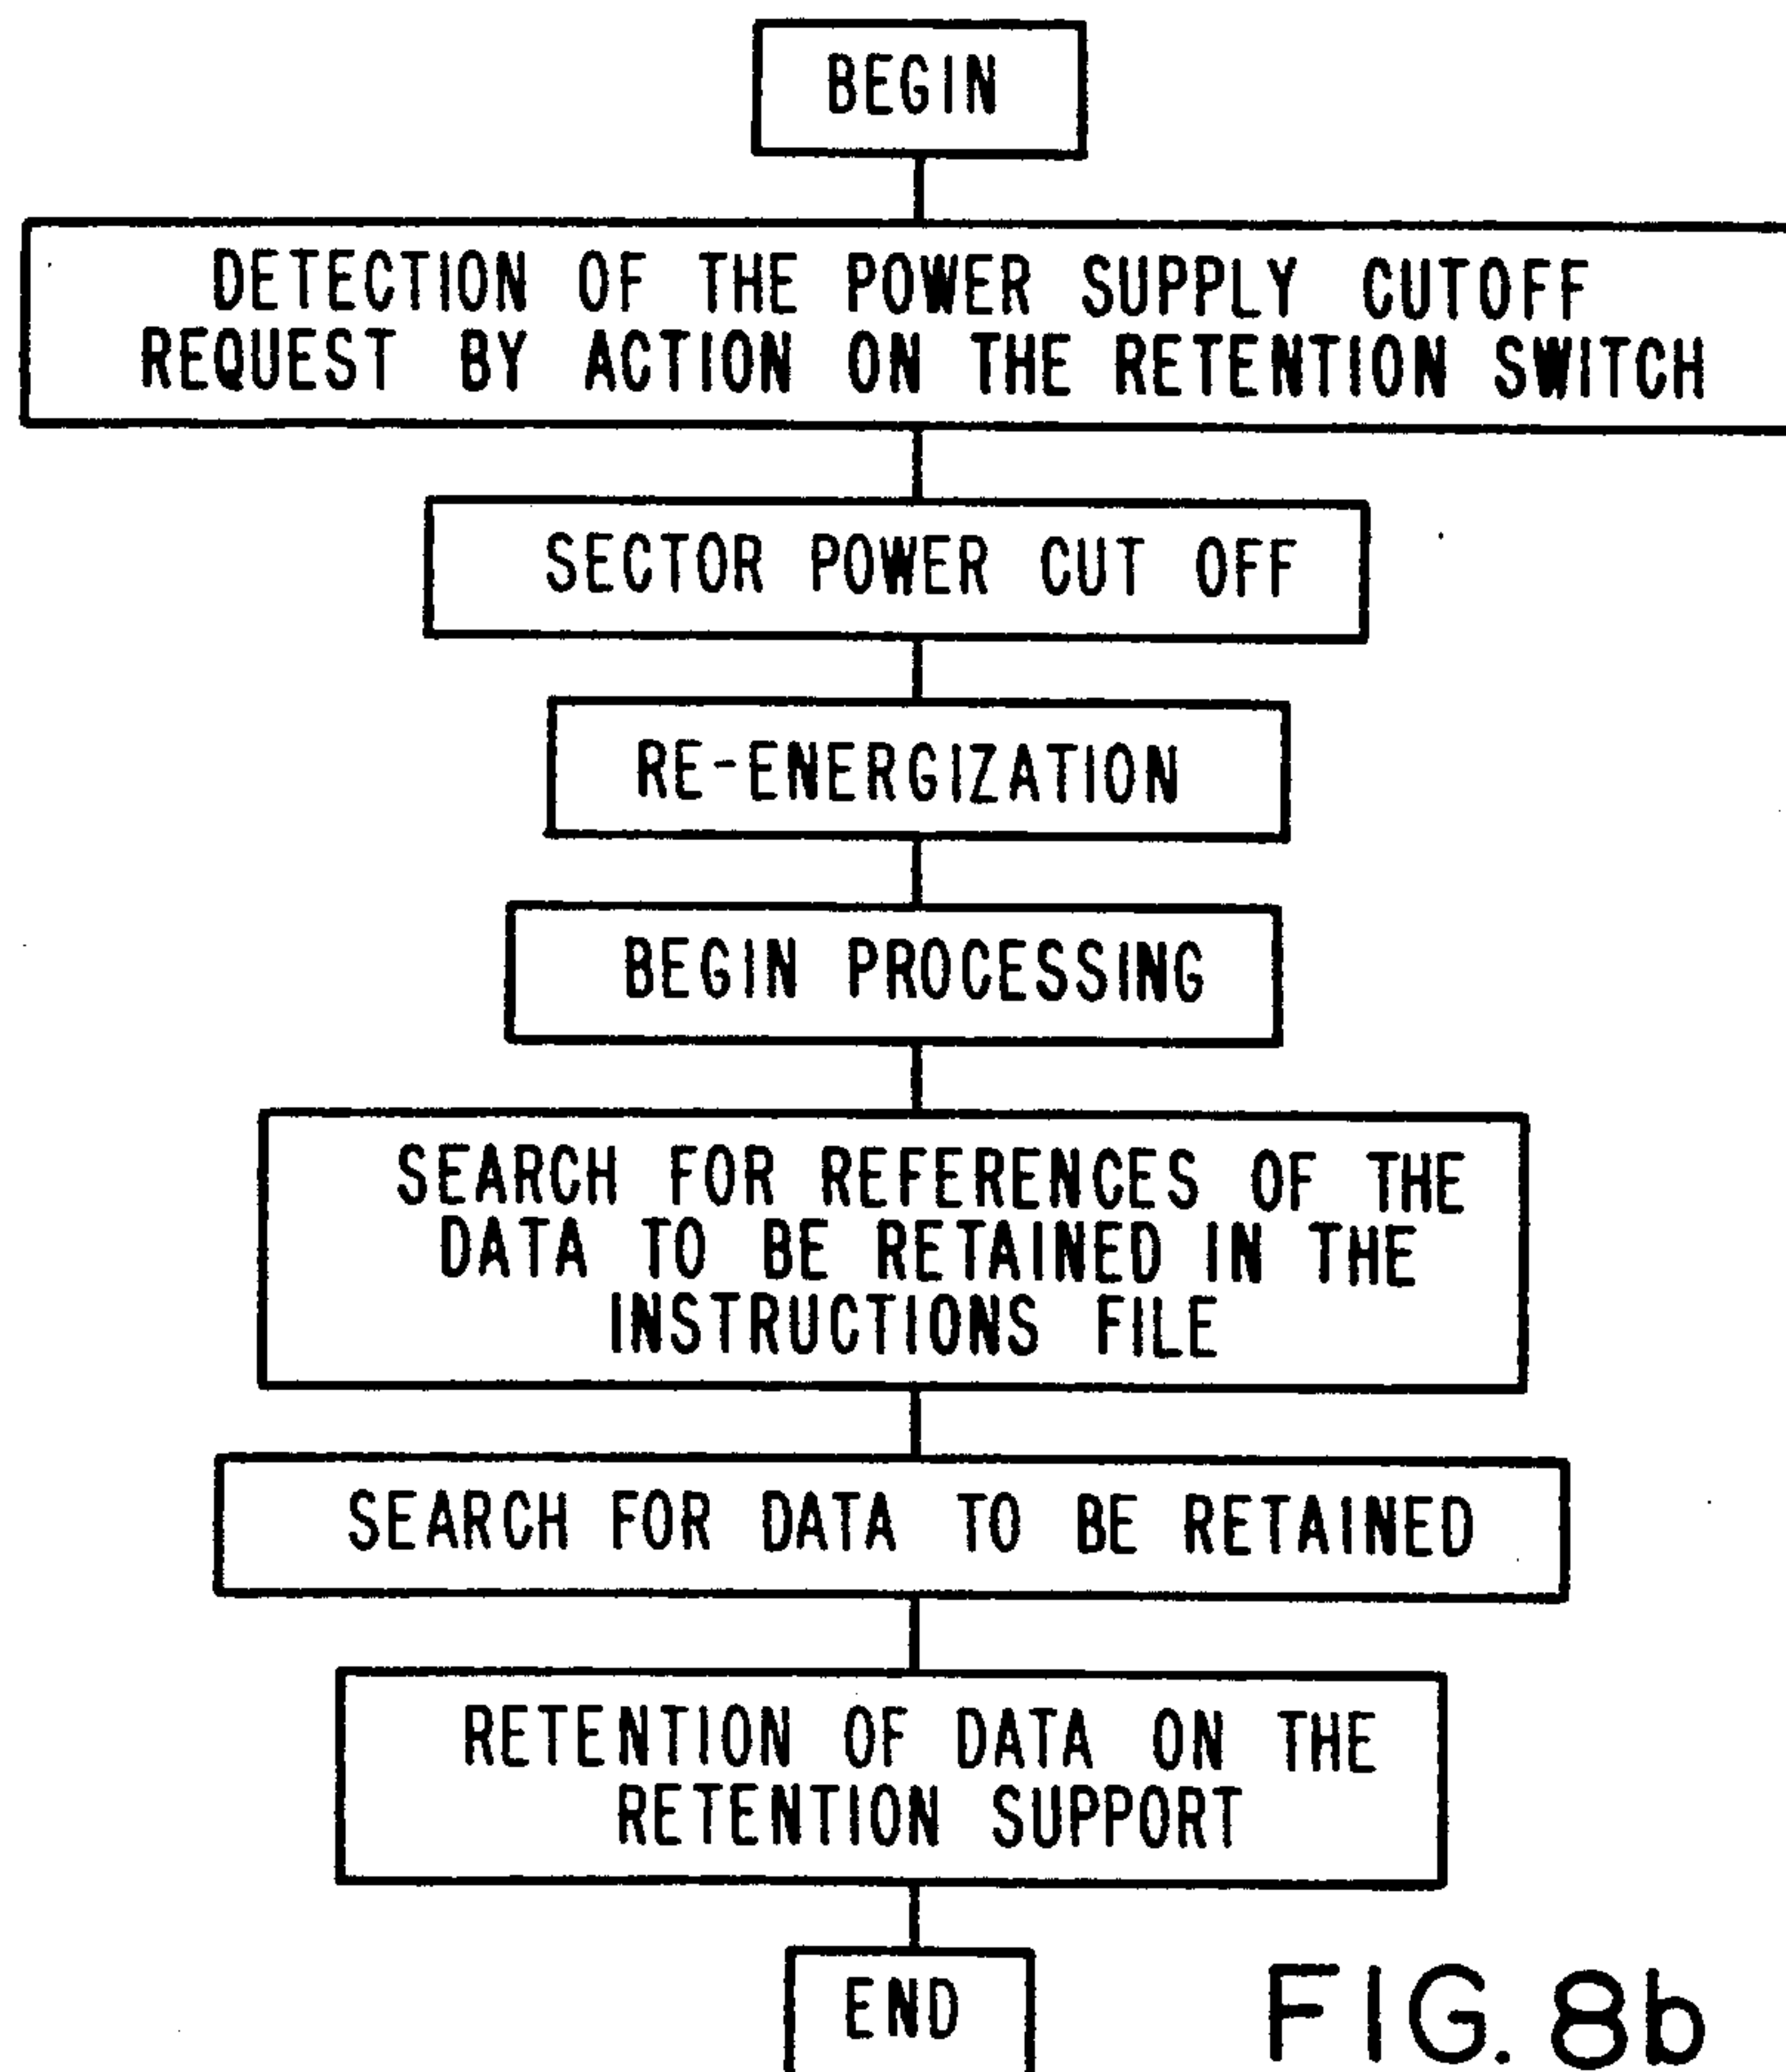 BEGIN
DETECTION OF THE POWER SUPPLY CUTOFF
REQUEST BY ACTION ON THE RETENTION SWITCH
SECTOR POWER CUT OFF
RE-ENERGIZATION
BEGIN PROCESSING
SEARCH FOR REFERENCES OF THE
DATA TO BE RETAINED IN THE
INSTRUCTIONS FILE
SEARCH FOR DATA TO BE RETAINED
RETENTION OF DATA ON THE
RETENTION SUPPORT
END
FIG. 8b